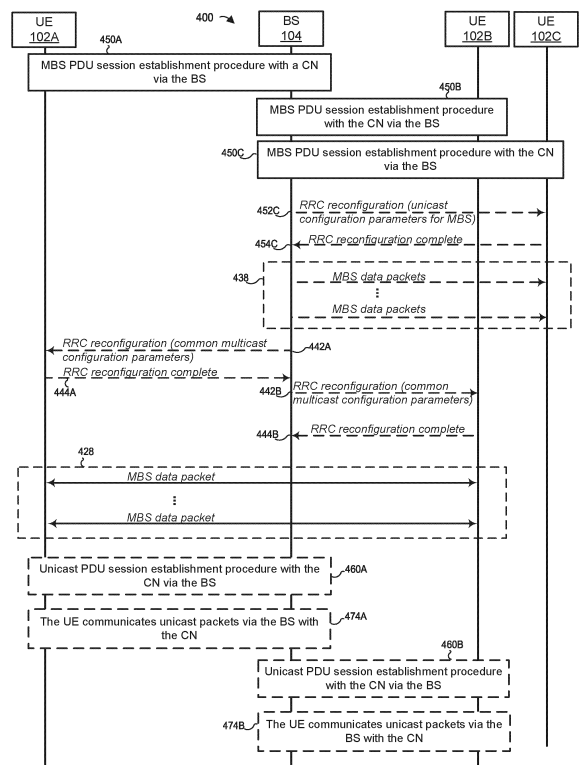 UE
102A
400
BS
104
UE
102B
UE
102C
450A
MBS PDU session establishment procedure with a CN
via the BS
450B
MBS PDU session establishment procedure
with the CN via the BS
450C
MBS PDU session establishment procedure with the CN
via the BS
452C
RRC reconfiguration (unicast
configuration parameters for MBS)
454C
RRC reconfiguration complete
438
MBS data packets
...
MBS data packets
RRC reconfiguration (common multicast
configuration parameters)
442A
RRC reconfiguration complete
444A
442B
RRC reconfiguration (common
multicast configuration parameters)
444B
RRC reconfiguration complete
428
MBS data packet
...
MBS data packet
Unicast PDU session establishment procedure with the
CN via the BS
460A
The UE communicates unicast packets via the BS with
the CN
474A
460B
Unicast PDU session establishment procedure
with the CN via the BS
474B
The UE communicates unicast packets via the
BS with the CN